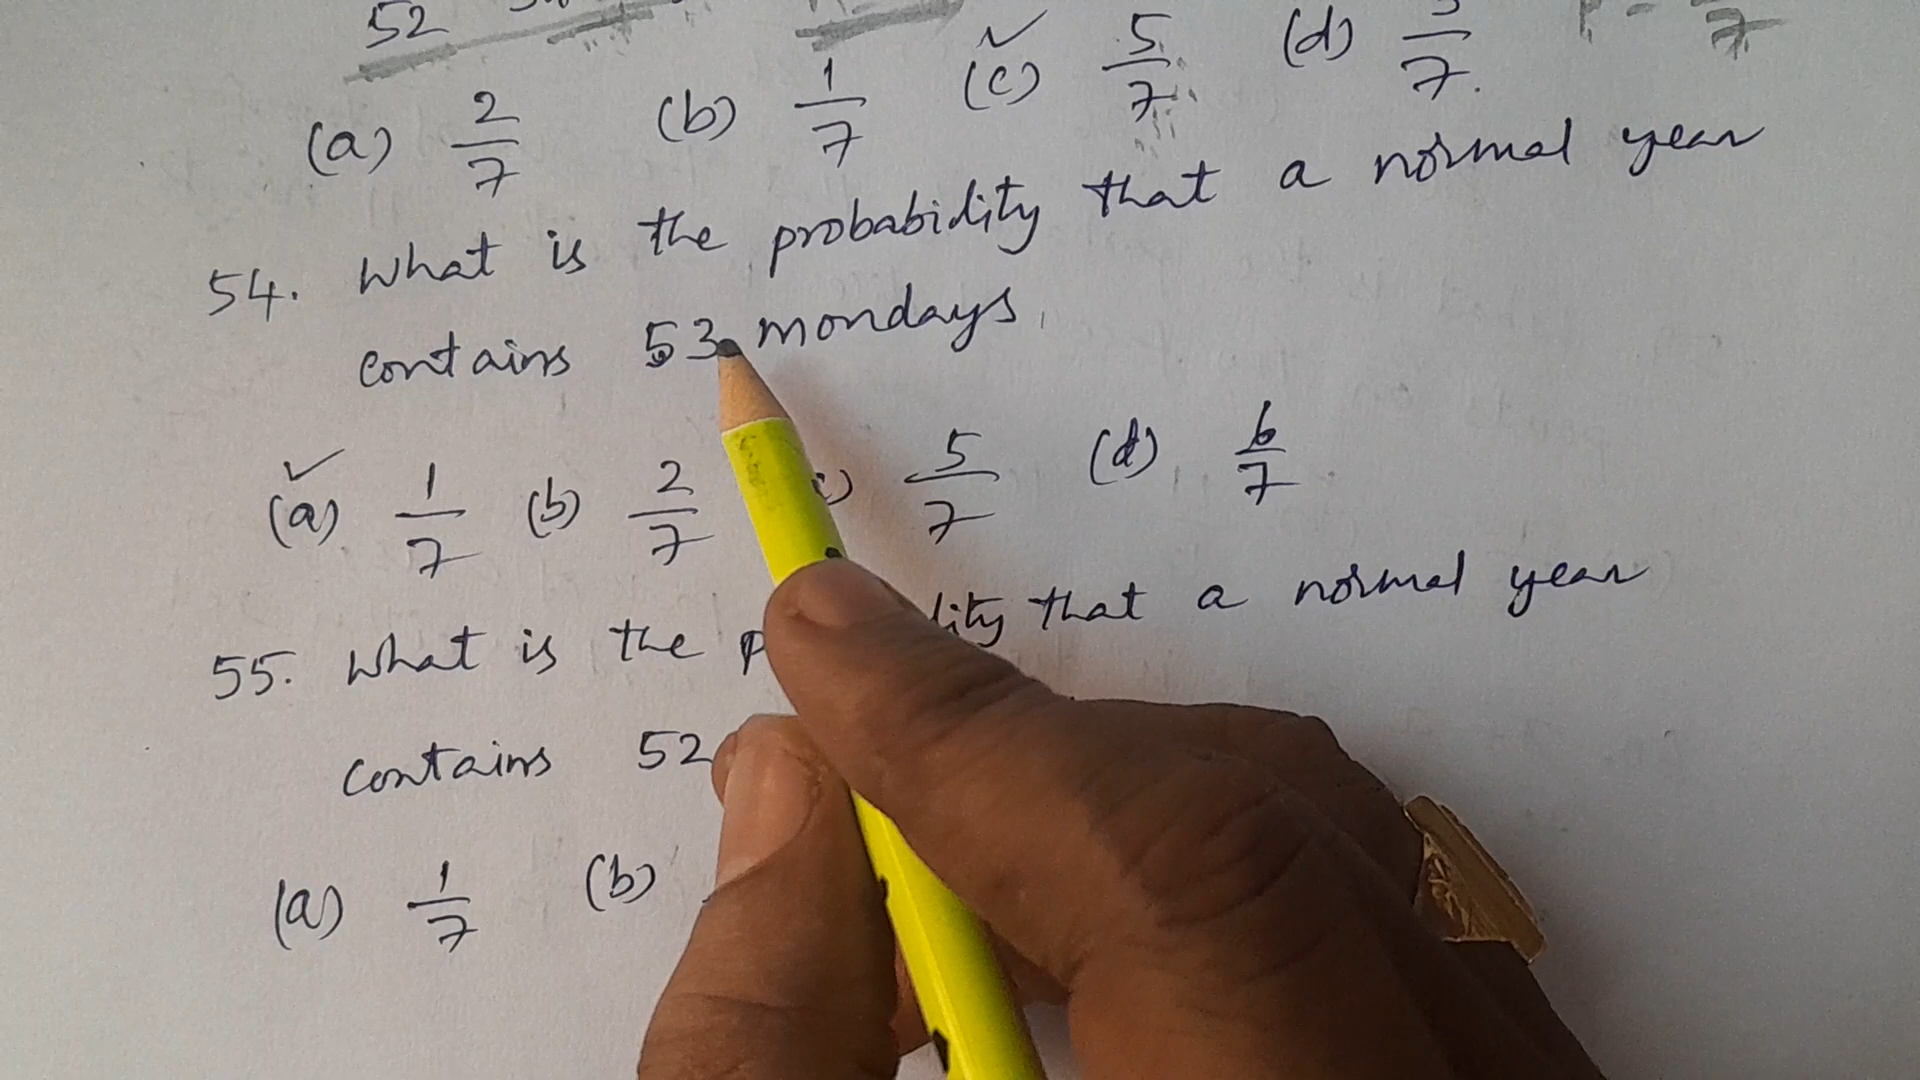 52
(a) 2/7 (b) 1/7 (c) 5/7 (d) /7
54. What is the probability that a normal year
contains 53 mondays
(a) 1/7 (b) 2/7 5/7 (d) 6/7
55. What is the that a normal year
contains 52
(a) 1/7 (b)